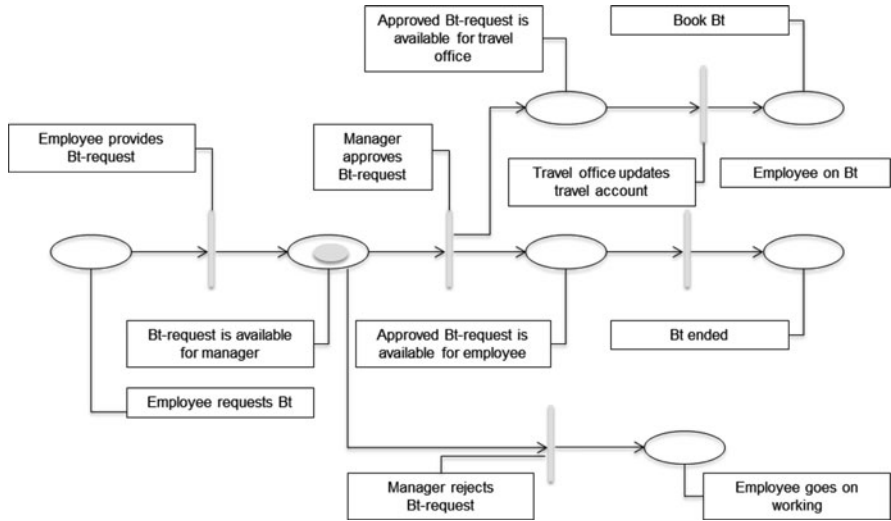 Approved Bt-request is
available for travel
office
Book Bt
Employee provides
Bt-request
Manager
approves
Bt-request
Travel office updates
travel account
Employee on Bt
Bt-request is available
for manager
Approved Bt-request is
available for employee
Bt ended
Employee requests Bt
Manager rejects
Bt-request
Employee goes on
working